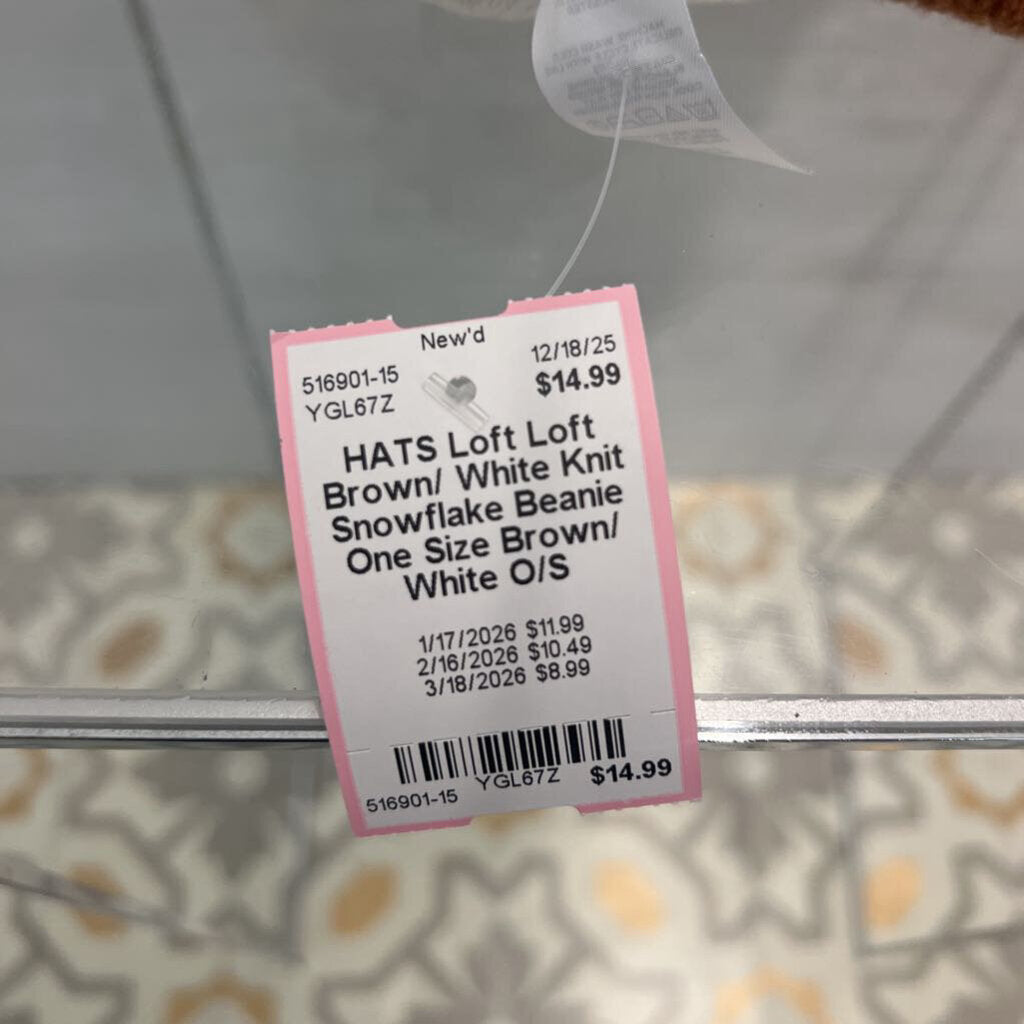 New'd
516901-15 12/18/25
YGL67Z $14.99
HATS Loft Loft
Brown/ White Knit
Snowflake Beanie
One Size Brown/
White O/S
1/17/2026 $11.99
2/16/2026 $10.49
3/18/2026 $8.99
516901-15 YGL67Z $14.99